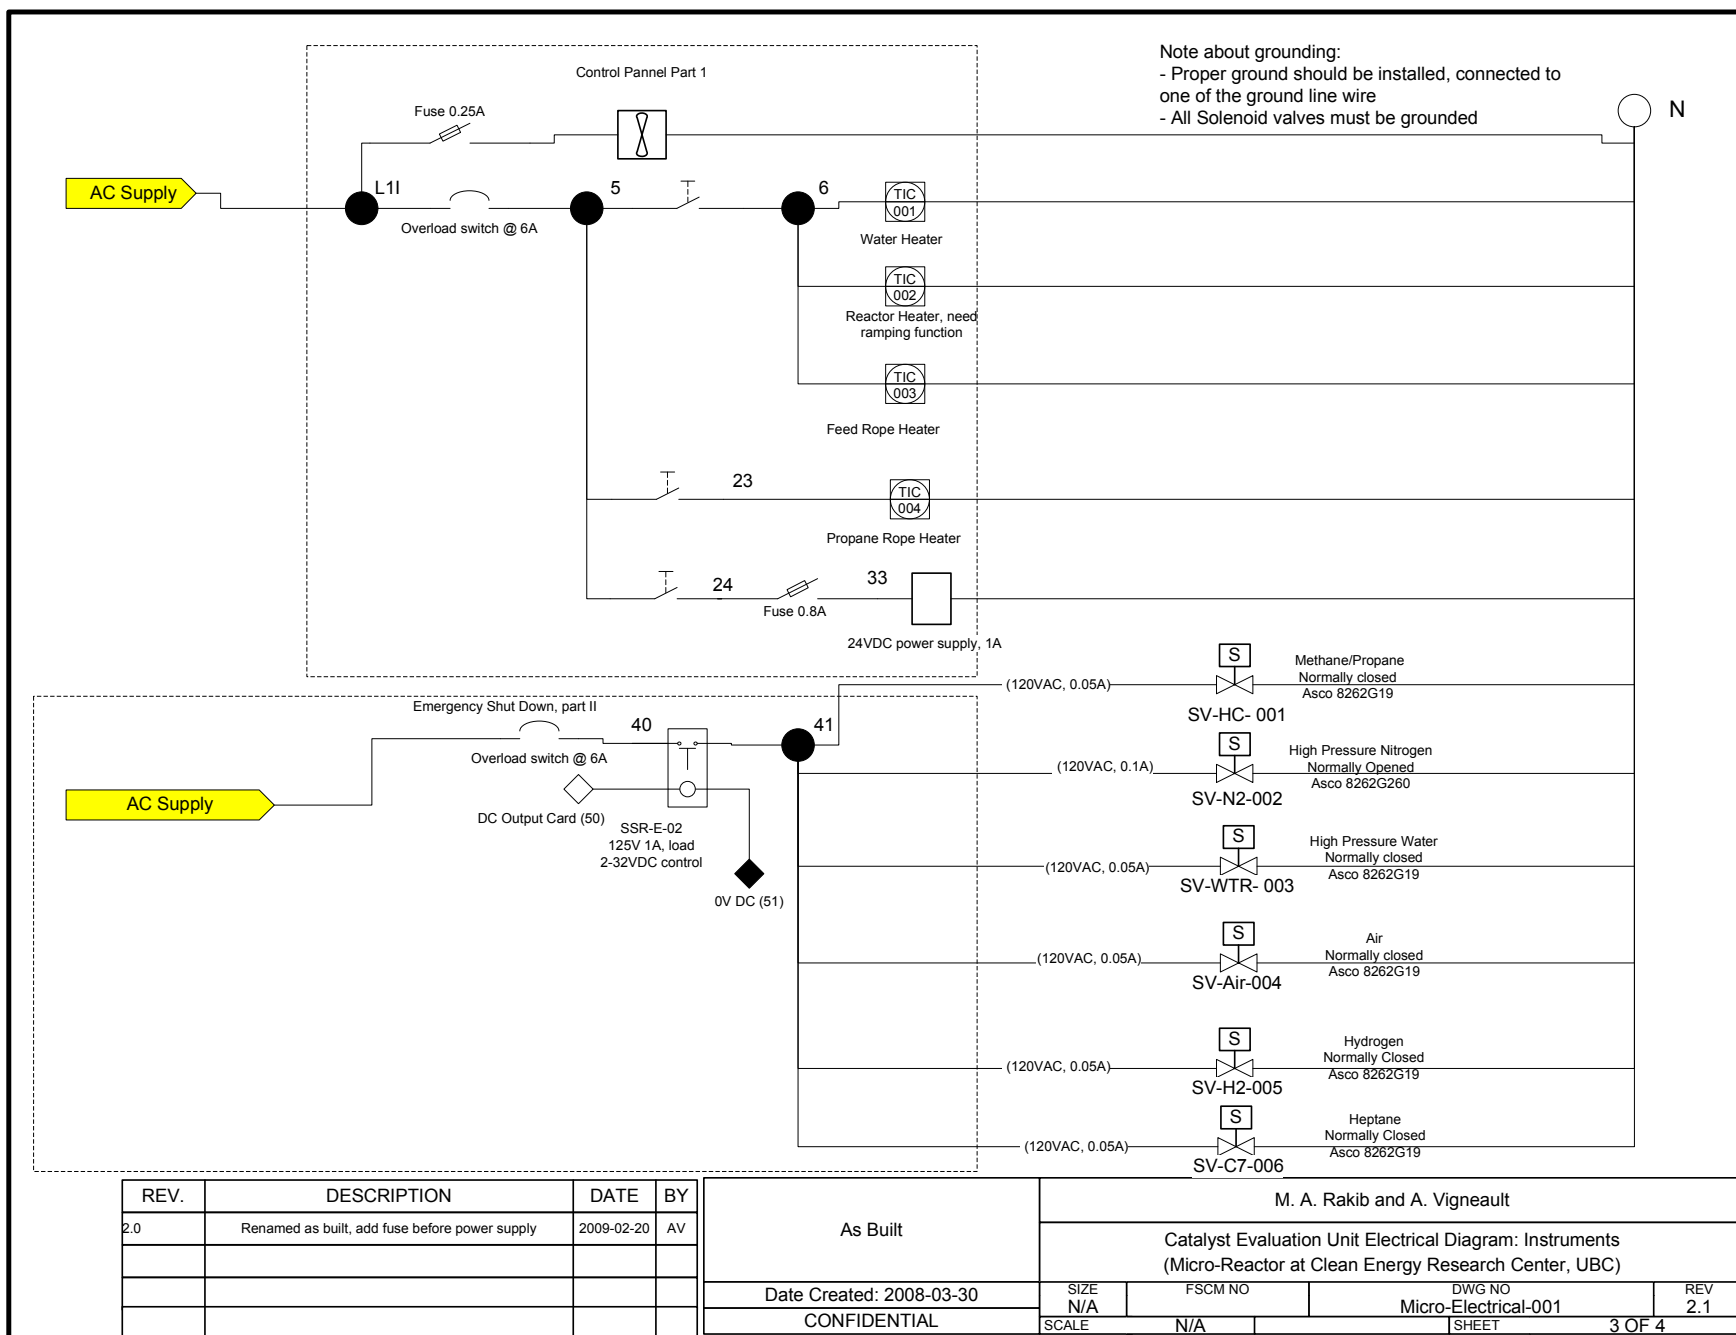 Control Pannel Part 1
Note about grounding:
- Proper ground should be installed, connected to
one of the ground line wire
- All Solenoid valves must be grounded
N
Fuse 0.25A
AC Supply
L1I
Overload switch @ 6A
5
6
TIC
001
Water Heater
TIC
002
Reactor Heater, need
ramping function
TIC
003
Feed Rope Heater
23
TIC
004
Propane Rope Heater
24
Fuse 0.8A
33
24VDC power supply, 1A
(120VAC, 0.05A)
S
SV-HC- 001
Methane/Propane
Normally closed
Asco 8262G19
Emergency Shut Down, part II
Overload switch @ 6A
40
41
AC Supply
DC Output Card (50)
SSR-E-02
125V 1A, load
2-32VDC control
0V DC (51)
(120VAC, 0.1A)
S
SV-N2-002
High Pressure Nitrogen
Normally Opened
Asco 8262G260
(120VAC, 0.05A)
S
SV-WTR- 003
High Pressure Water
Normally closed
Asco 8262G19
(120VAC, 0.05A)
S
SV-Air-004
Air
Normally closed
Asco 8262G19
(120VAC, 0.05A)
S
SV-H2-005
Hydrogen
Normally Closed
Asco 8262G19
(120VAC, 0.05A)
S
SV-C7-006
Heptane
Normally Closed
Asco 8262G19
REV. DESCRIPTION DATE BY
2.0 Renamed as built, add fuse before power supply 2009-02-20 AV
As Built
Date Created: 2008-03-30
CONFIDENTIAL
M. A. Rakib and A. Vigneault
Catalyst Evaluation Unit Electrical Diagram: Instruments
(Micro-Reactor at Clean Energy Research Center, UBC)
SIZE FSCM NO DWG NO REV
N/A Micro-Electrical-001 2.1
SCALE N/A SHEET 3 OF 4